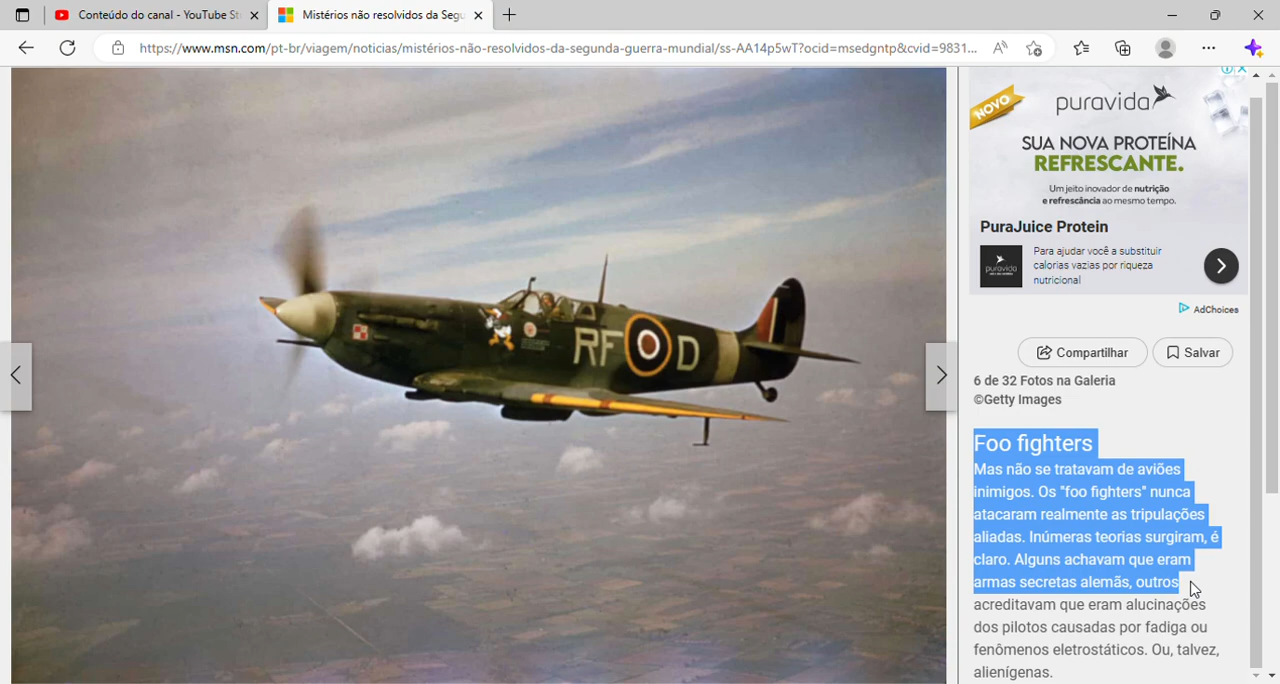 Conteúdo do canal - YouTube St
Mistérios não resolvidos da Segu
https://www.msn.com/pt-br/viagem/noticias/mistérios-não-resolvidos-da-segunda-guerra-mundial/ss-AA14p5wT?ocid=msedgntp&cvid=9831...
RF D
NOVO
puravida
SUA NOVA PROTEÍNA
REFRESCANTE.
Um jeito inovador de nutrição
e refrescância ao mesmo tempo.
PuraJuice Protein
puravida
Para ajudar você a substituir
calorias vazias por riqueza
nutricional
AdChoices
Compartilhar
Salvar
6 de 32 Fotos na Galeria
©Getty Images
Foo fighters
Mas não se tratavam de aviões
inimigos. Os "foo fighters" nunca
atacaram realmente as tripulações
aliadas. Inúmeras teorias surgiram, é
claro. Alguns achavam que eram
armas secretas alemãs, outros
acreditavam que eram alucinações
dos pilotos causadas por fadiga ou
fenômenos eletrostáticos. Ou, talvez,
alienígenas.